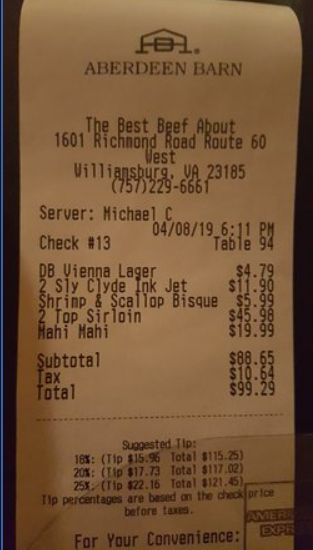 ABERDEEN BARN
The Best Beef About
1601 Richmond Road Route 60
West
Williamsburg, VA 23185
(757)229-6661
Server: Michael C
04/08/19 6:11 PM
Check #13 Table 94
DB Vienna Lager $4.79
2 Sly Clyde Ink Jet $11.90
Shrimp & Scallop Bisque $5.99
2 Top Sirloin $45.98
Mahi Mahi $19.99
Subtotal $88.65
Tax $10.64
Total $99.29
Suggested Tip:
18%: (Tip $15.96 Total $115.25)
20%: (Tip $17.73 Total $117.02)
25%: (Tip $22.16 Total $121.45)
Tip percentages are based on the check price
before taxes.
AMERI
EXPR
For Your Convenience: